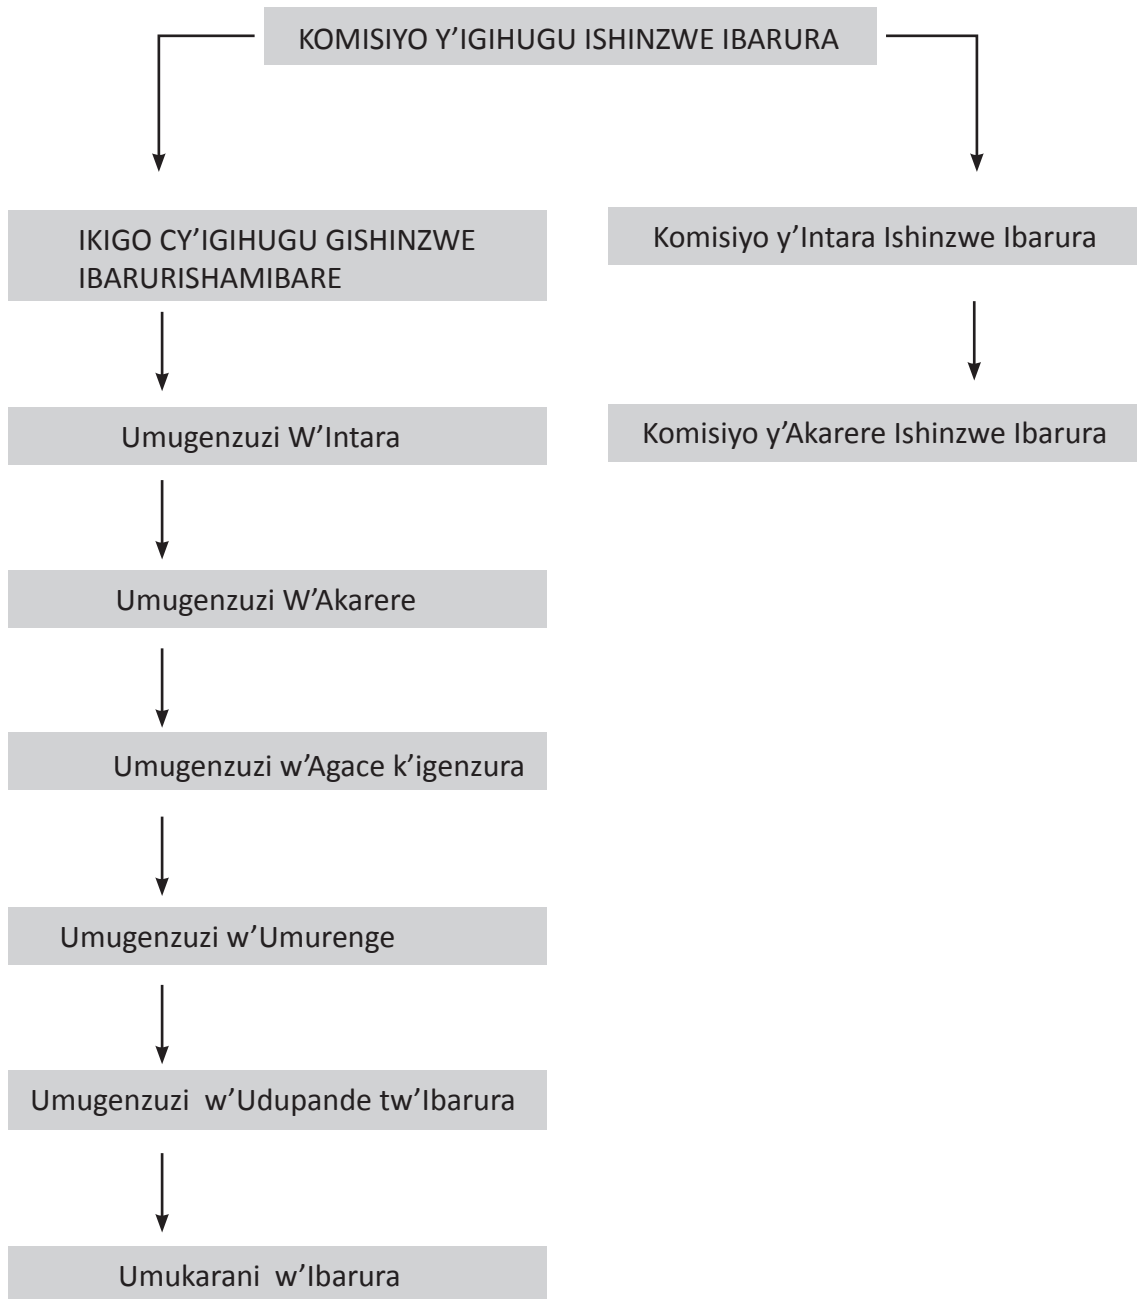 KOMISIYO Y’IGIHUGU ISHINZWE IBARURA
IKIGO CY’IGIHUGU GISHINZWE
IBARURISHAMIBARE
Umugenzuzi W’Intara
Umugenzuzi W’Akarere
Umugenzuzi w’Agace k’igenzura
Umugenzuzi w’Umurenge
Umugenzuzi w’Udupande tw’Ibarura
Umukarani w’Ibarura
Komisiyo y’Intara Ishinzwe Ibarura
Komisiyo y’Akarere Ishinzwe Ibarura